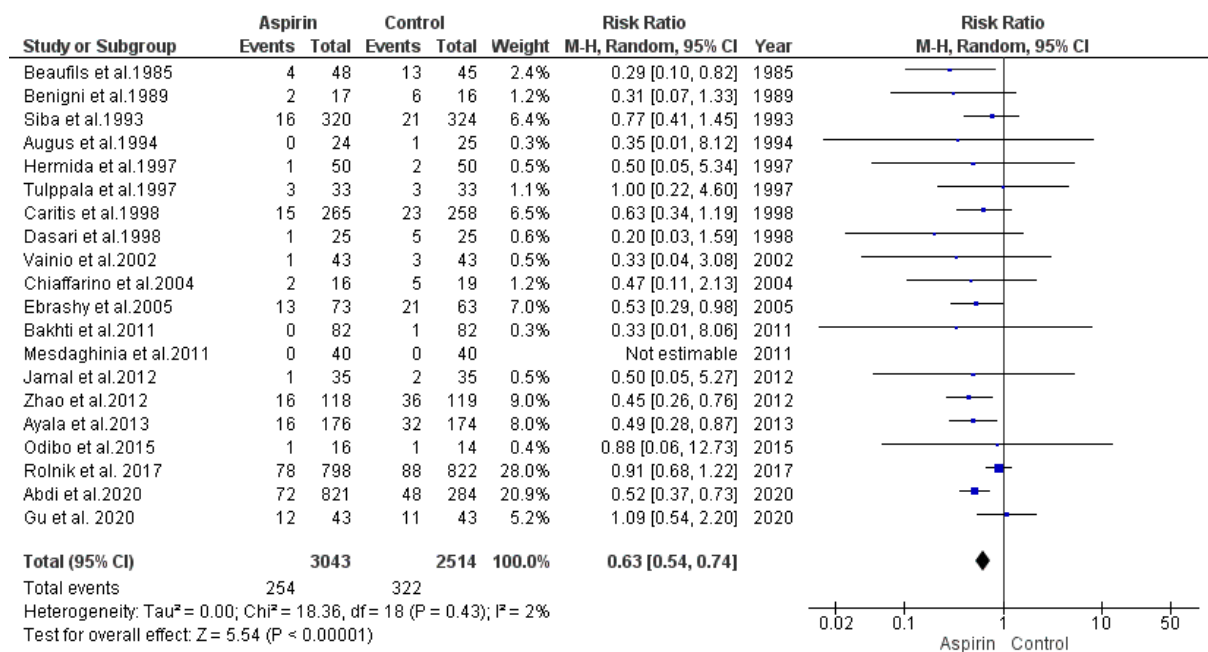 Aspirin Control Risk Ratio Risk Ratio
Study or Subgroup Events Total Events Total Weight M-H, Random, 95% CI Year M-H, Random, 95% CI
Beaufils et al.1985 4 48 13 45 2.4% 0.29 [0.10, 0.82] 1985
Benigni et al.1989 2 17 6 16 1.2% 0.31 [0.07, 1.33] 1989
Siba et al.1993 16 320 21 324 6.4% 0.77 [0.41, 1.45] 1993
Augus et al.1994 0 24 1 25 0.3% 0.35 [0.01, 8.12] 1994
Hermida et al.1997 1 50 2 50 0.5% 0.50 [0.05, 5.34] 1997
Tulppala et al.1997 3 33 3 33 1.1% 1.00 [0.22, 4.60] 1997
Caritis et al.1998 15 265 23 258 6.5% 0.63 [0.34, 1.19] 1998
Dasari et al.1998 1 25 5 25 0.6% 0.20 [0.03, 1.59] 1998
Vainio et al.2002 1 43 3 43 0.5% 0.33 [0.04, 3.08] 2002
Chiaffarino et al.2004 2 16 5 19 1.1% 0.47 [0.11, 2.13] 2004
Ebrashy et al.2005 13 73 21 63 7.0% 0.53 [0.29, 0.98] 2005
Bakhti et al.2011 0 82 1 82 0.3% 0.33 [0.01, 8.06] 2011
Mesdaghinia et al.2011 0 40 0 40 Not estimable 2011
Jamal et al.2012 1 35 2 35 0.5% 0.50 [0.05, 5.27] 2012
Zhao et al.2012 16 118 36 119 9.0% 0.45 [0.26, 0.76] 2012
Ayala et al.2013 16 176 32 174 8.0% 0.49 [0.28, 0.87] 2013
Odibo et al.2015 1 16 1 14 0.4% 0.88 [0.06, 12.73] 2015
Rolnik et al. 2017 78 798 88 822 28.0% 0.91 [0.68, 1.22] 2017
Abdi et al.2020 72 821 48 284 20.9% 0.52 [0.37, 0.73] 2020
Gu et al. 2020 12 43 11 43 5.2% 1.09 [0.54, 2.20] 2020
Total (95% CI) 3043 2514 100.0% 0.63 [0.54, 0.74]
Total events 254 322
Heterogeneity: Tau² = 0.00; Chi² = 18.36, df = 18 (P = 0.43); I² = 2%
Test for overall effect: Z = 5.54 (P < 0.00001)
0.02 0.1 1 10 50
Aspirin Control